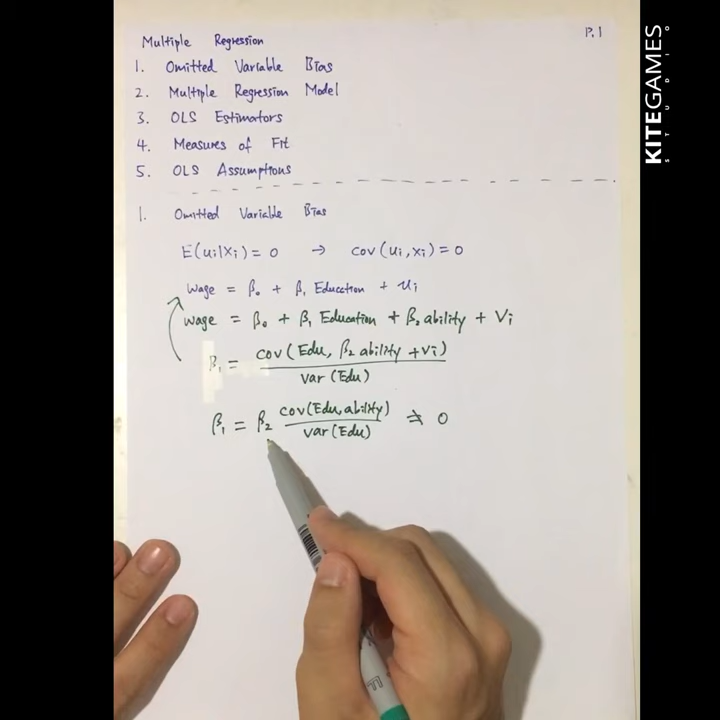 P.1
Multiple Regression
1. Omitted Variable Bias
2. Multiple Regression Model
3. OLS Estimators
4. Measures of Fit
5. OLS Assumptions
1. Omitted Variable Bias
E(ui|Xi) = 0 → cov(ui, xi) = 0
Wage = β₀ + β₁ Education + ui
Wage = β₀ + β₁ Education + β₂ ability + Vi
β₁ = cov(Edu, β₂ ability + Vi) / var(Edu)
β₁ = β₂ cov(Edu, ability) / var(Edu) ≠ 0
KITEGAMES
STUDIO